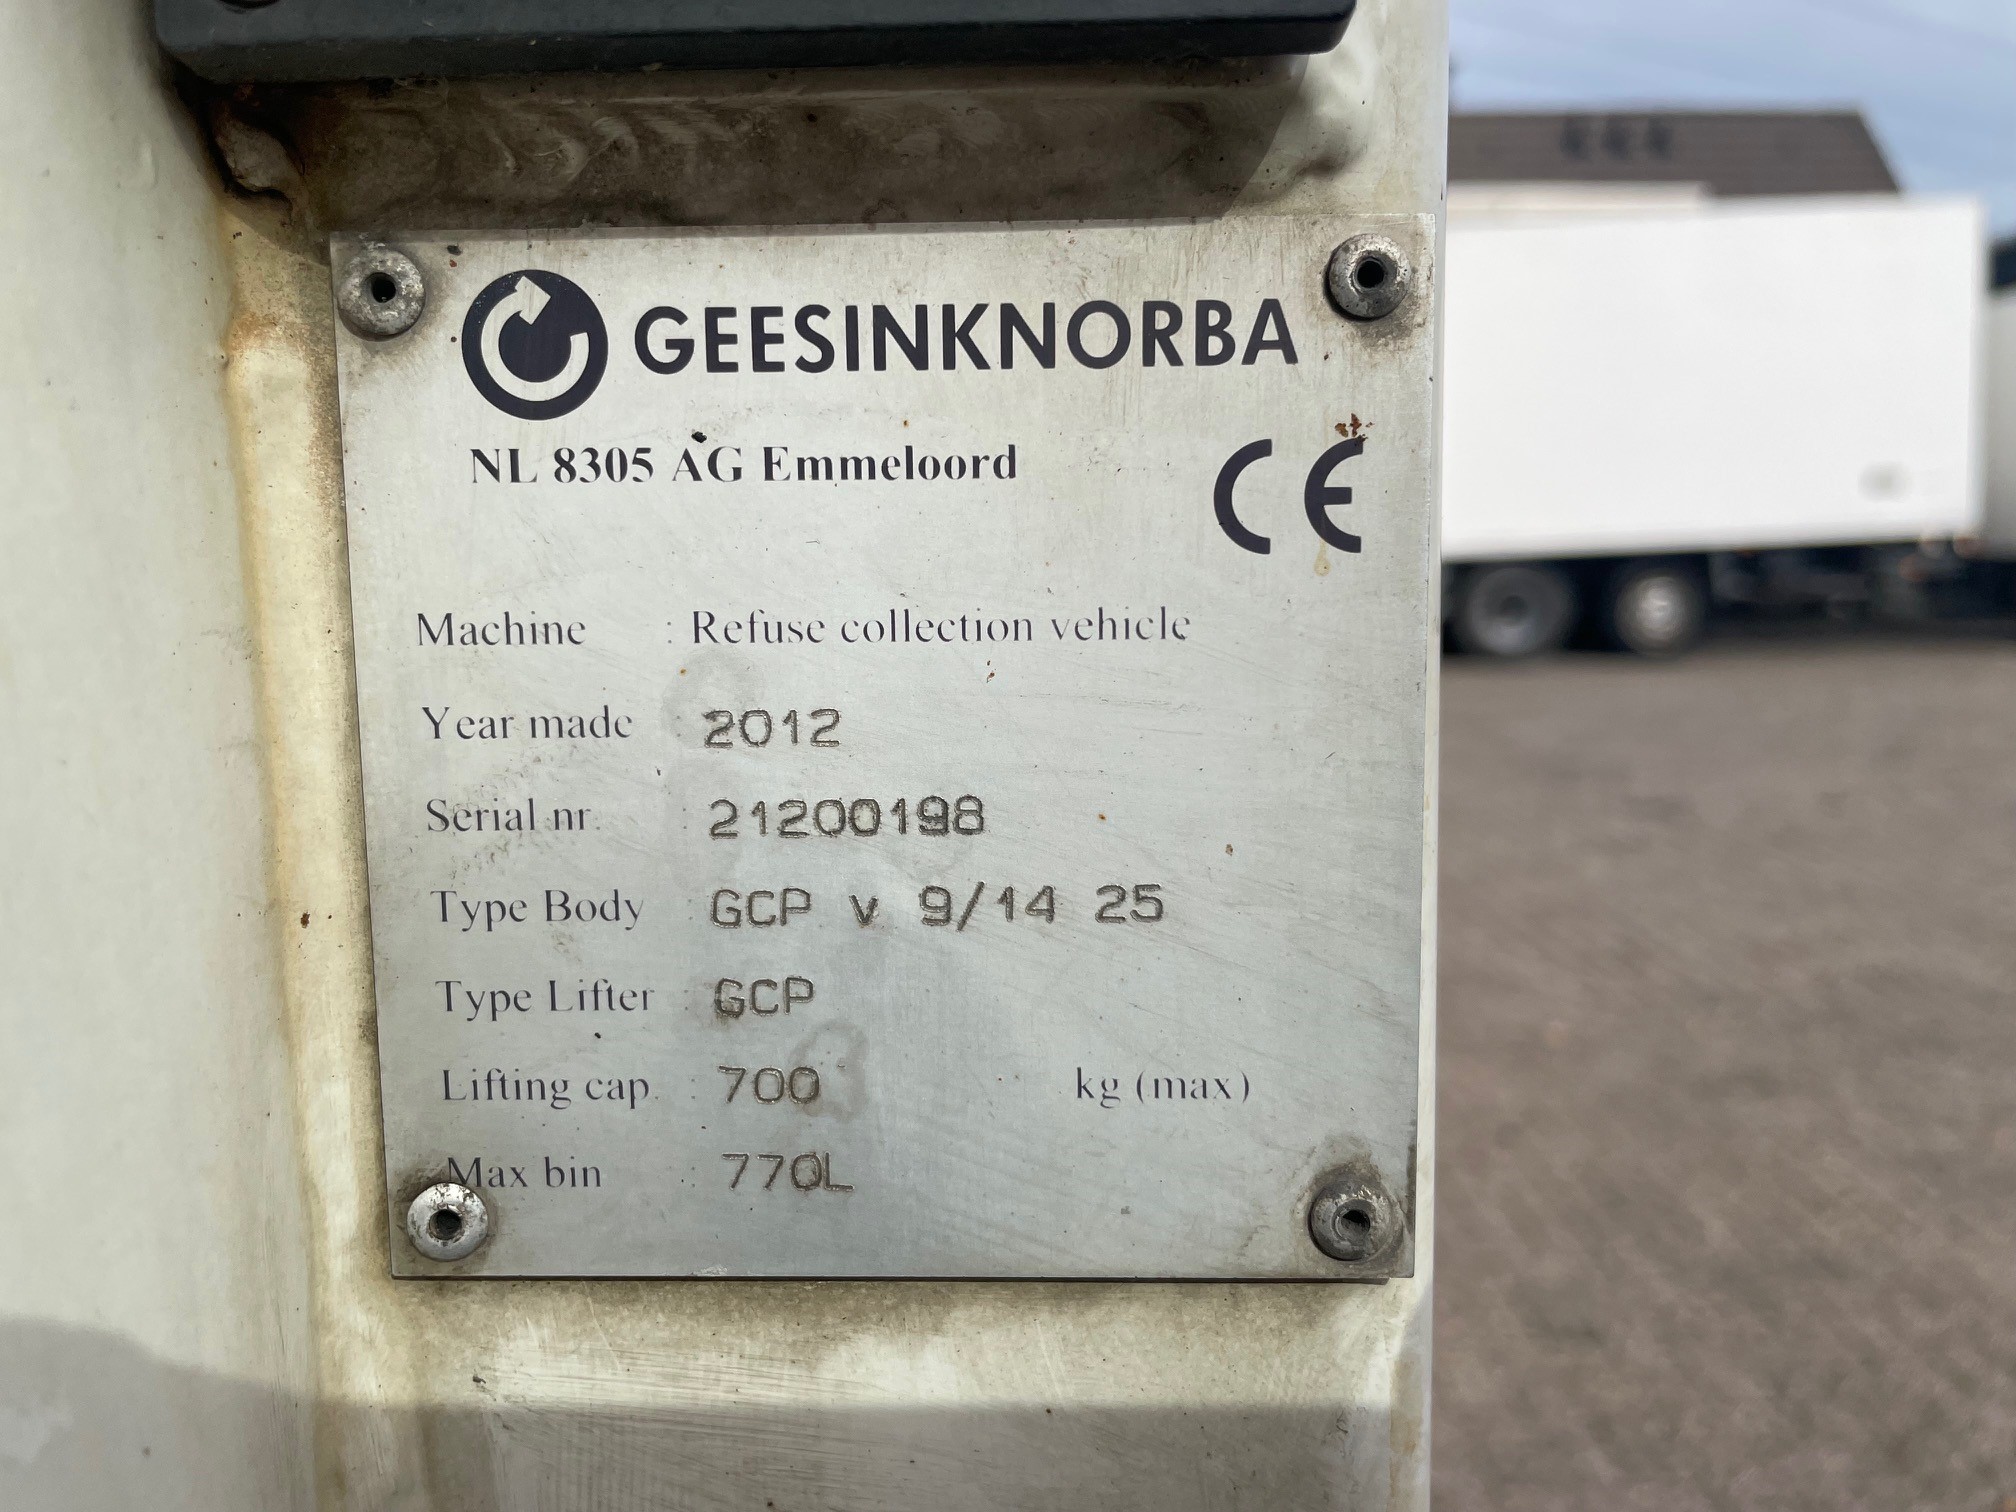 GEESINKNORBA
NL 8305 AG Emmeloord
CE
Machine : Refuse collection vehicle
Year made : 2012
Serial nr. : 21200198
Type Body : GCP v 9/14 25
Type Lifter : GCP
Lifting cap. : 700 kg (max)
Max bin : 770L